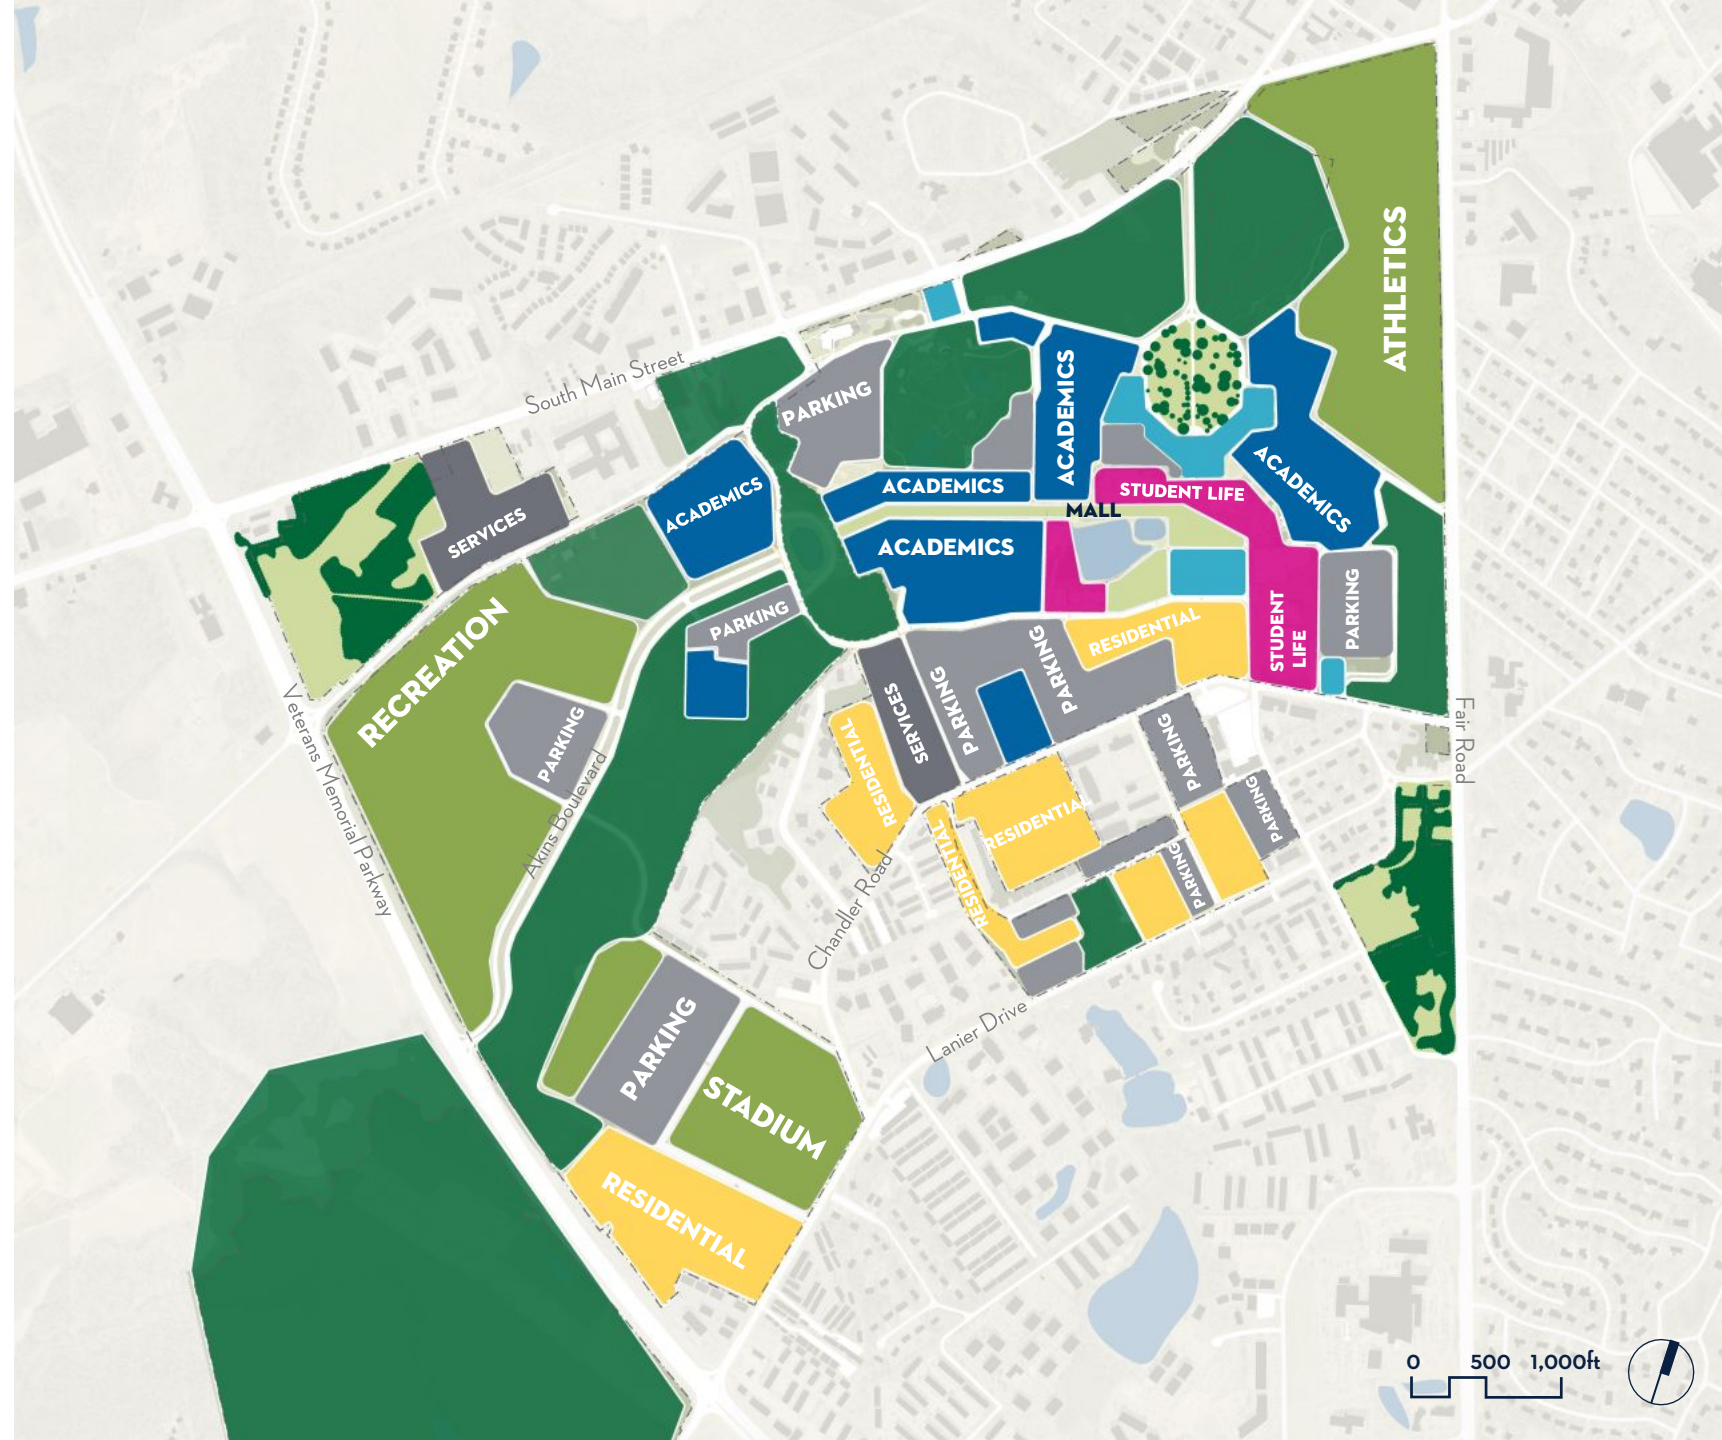 ATHLETICS
South Main Street
PARKING
ACADEMICS
ACADEMICS
ACADEMICS
ACADEMICS
STUDENT LIFE
MALL
ACADEMICS
SERVICES
ACADEMICS
RECREATION
PARKING
PARKING
RESIDENTIAL
STUDENT
LIFE
PARKING
PARKING
PARKING
SERVICES
RESIDENTIAL
PARKING
Veterans Memorial Parkway
Akins Boulevard
Fair Road
PARKING
PARKING
RESIDENTIAL
RESIDENTIAL
PARKING
Chandler Road
Lanier Drive
PARKING
STADIUM
RESIDENTIAL
0 500 1,000ft